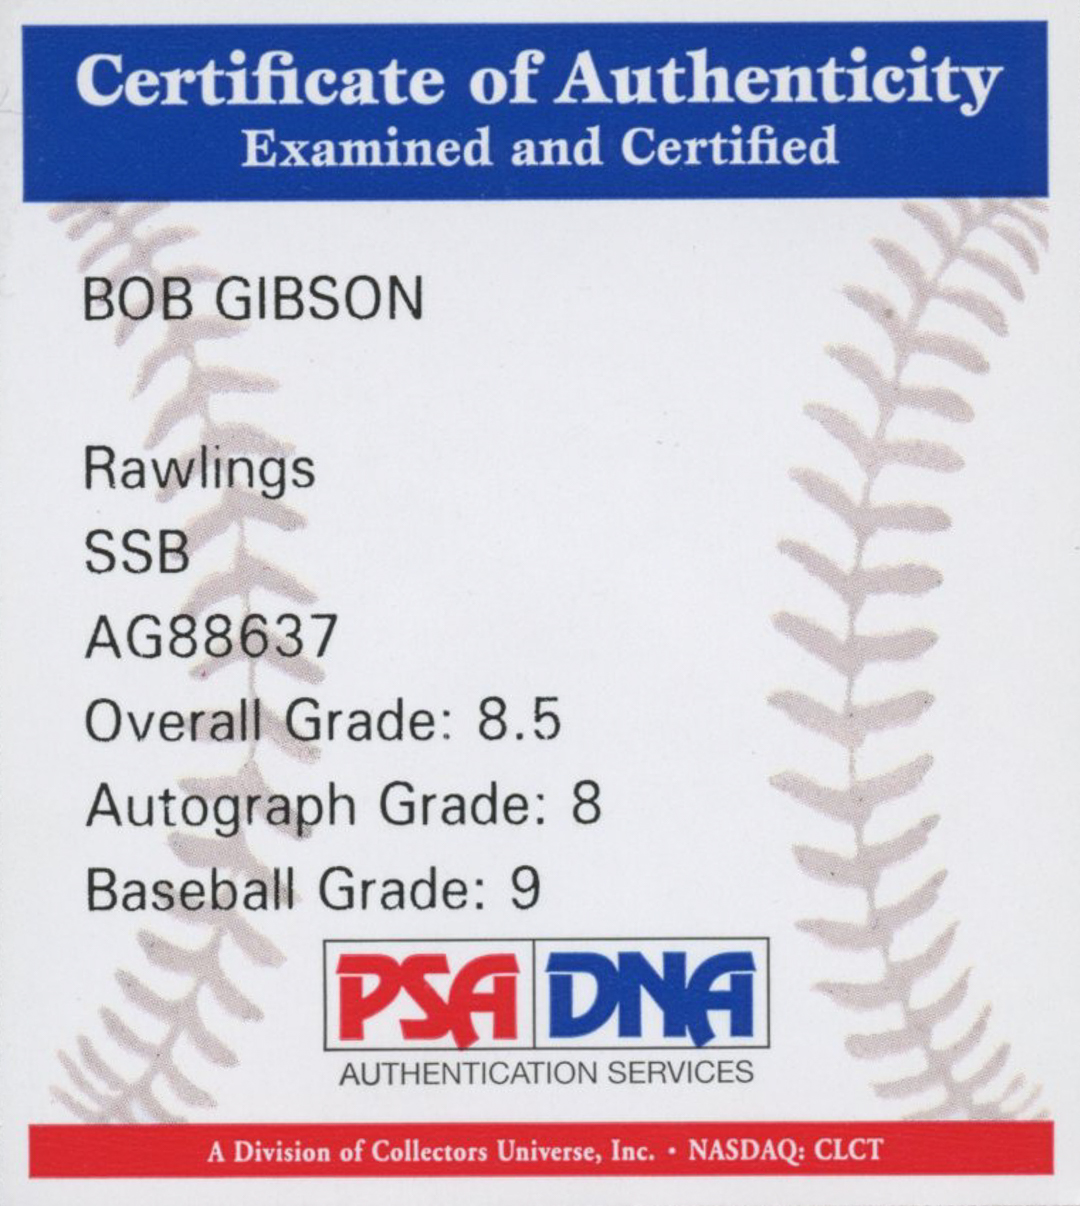 Certificate of Authenticity
Examined and Certified
BOB GIBSON
Rawlings
SSB
AG88637
Overall Grade: 8.5
Autograph Grade: 8
Baseball Grade: 9
PSA DNA
AUTHENTICATION SERVICES
A Division of Collectors Universe, Inc. • NASDAQ: CLCT